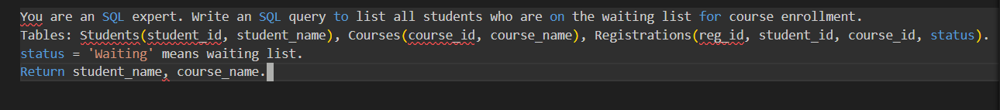 You are an SQL expert. Write an SQL query to list all students who are on the waiting list for course enrollment.
Tables: Students(student_id, student_name), Courses(course_id, course_name), Registrations(reg_id, student_id, course_id, status).
status = 'Waiting' means waiting list.
Return student_name, course_name.